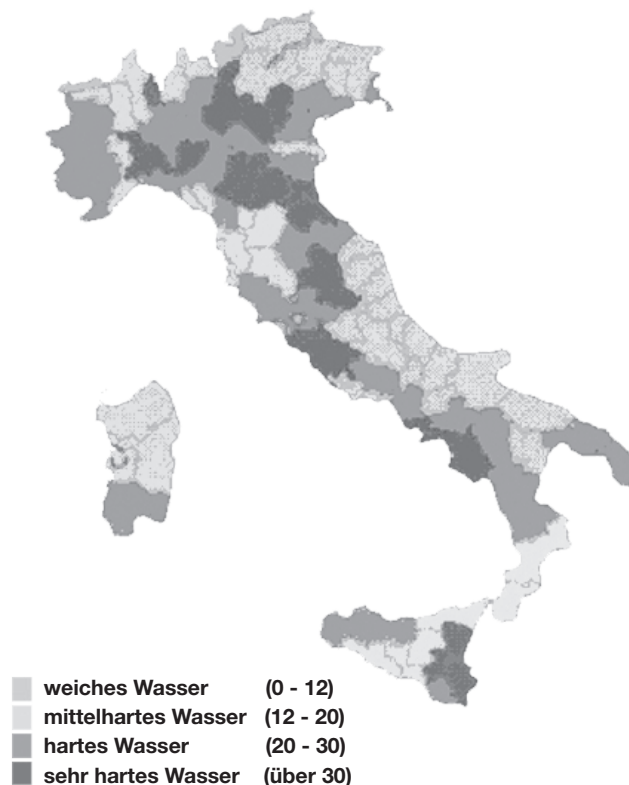 weiches Wasser (0 - 12)
mittelhartes Wasser (12 - 20)
hartes Wasser (20 - 30)
sehr hartes Wasser (über 30)